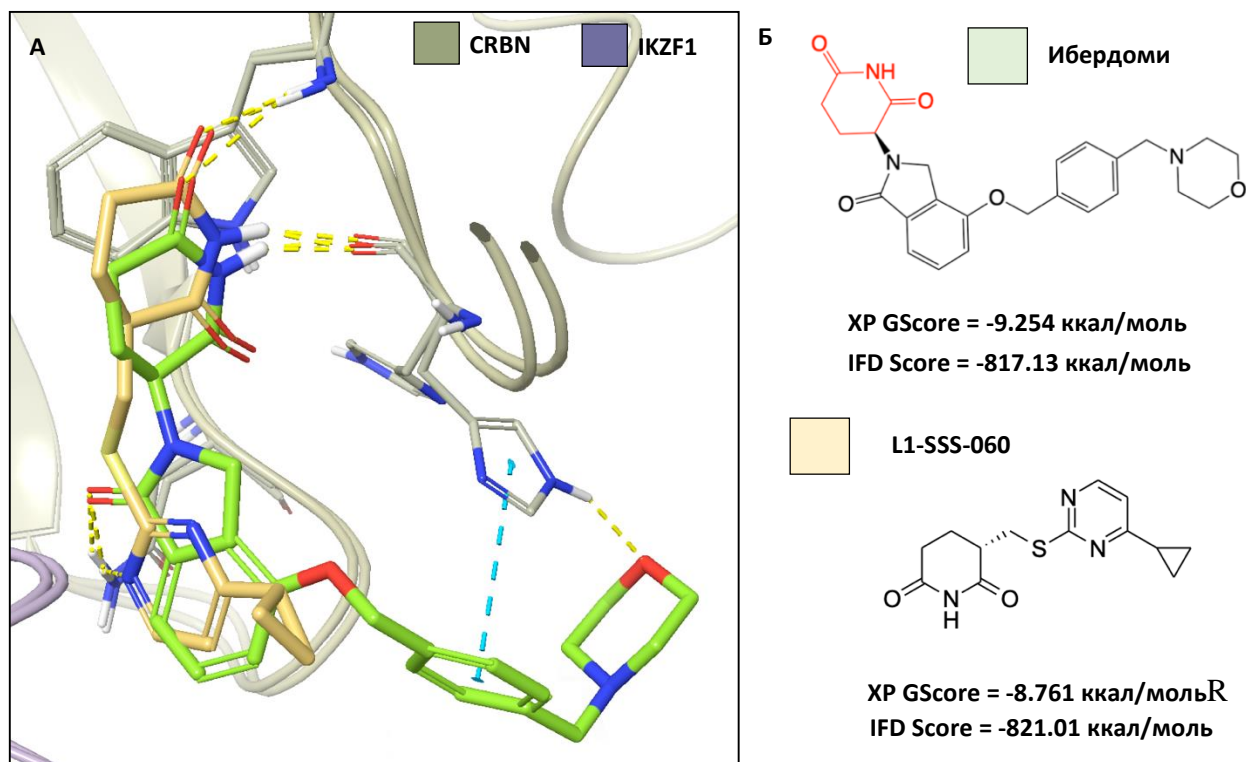 А
CRBN
IKZF1
Б
Ибердоми
O
NH
O
N
O
O
N
O
XP GScore = -9.254 ккал/моль
IFD Score = -817.13 ккал/моль
L1-SSS-060
N
S
N
O
N
H
O
XP GScore = -8.761 ккал/мольR
IFD Score = -821.01 ккал/моль